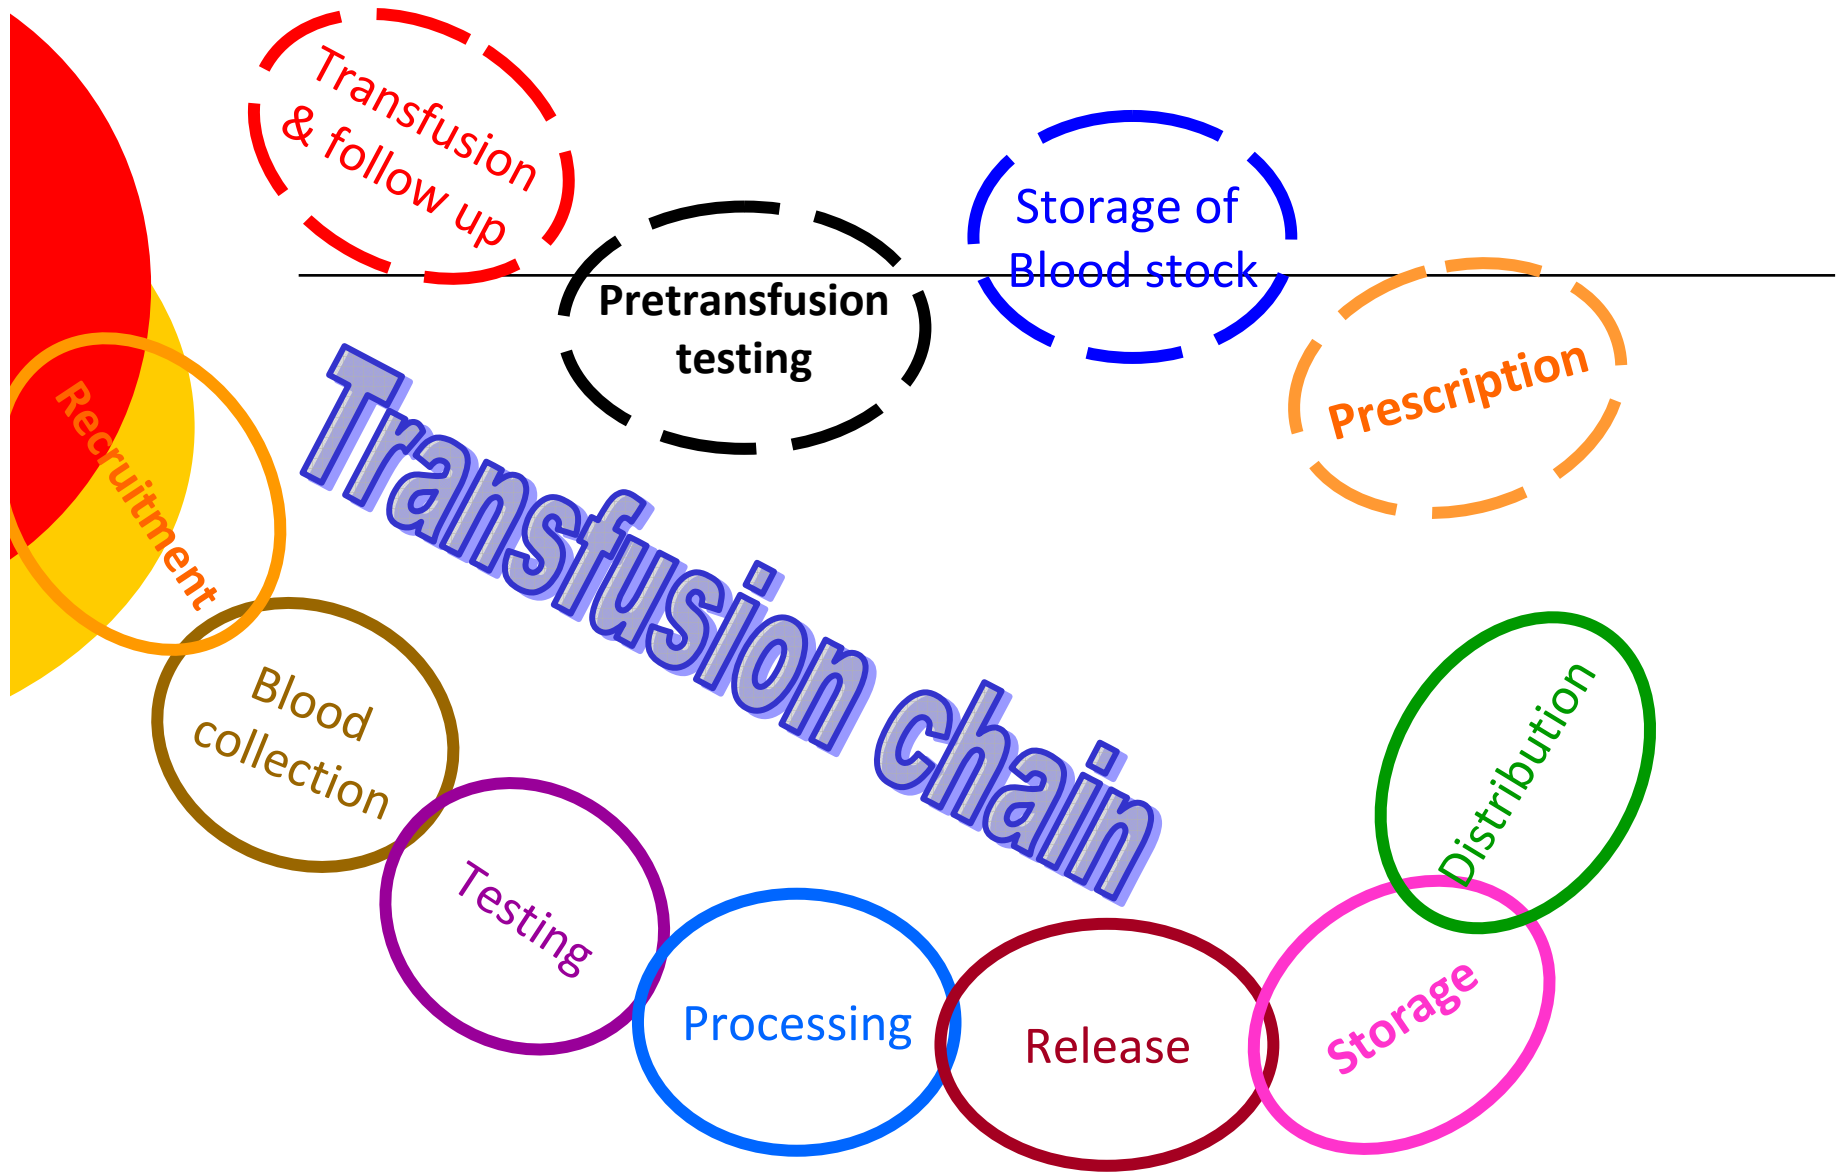 Transfusion
& follow up
Storage of
Blood stock
Pretransfusion
testing
Prescription
Recruitment
Transfusion chain
Blood
collection
Distribution
Testing
Processing
Release
Storage